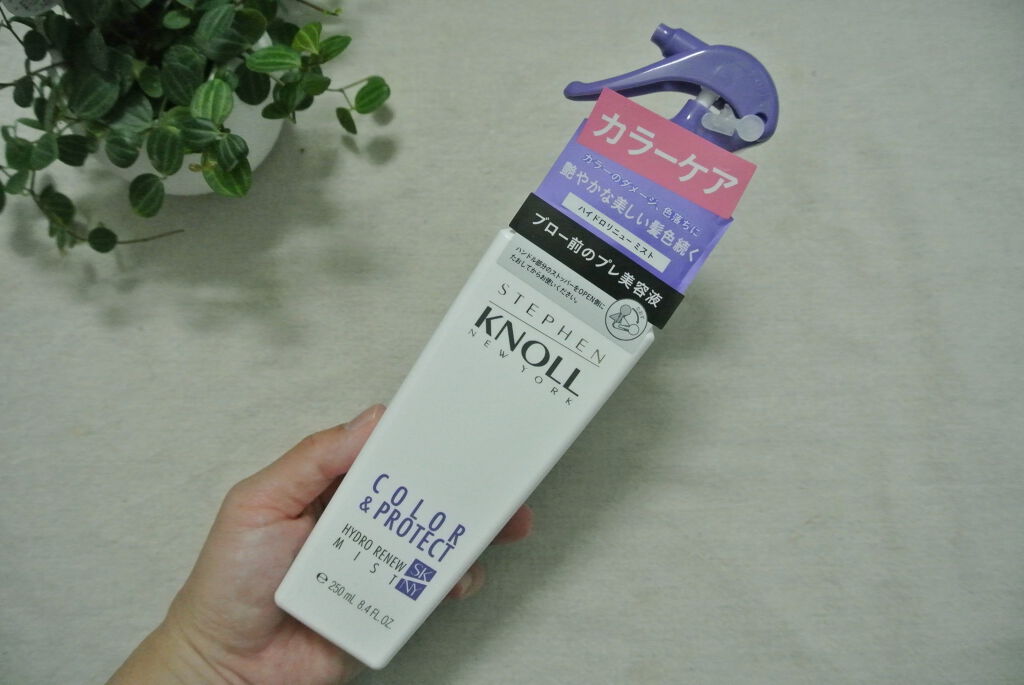 カラーケア
カラーのダメージ、色落ちに
艶やかな美しい髪色続く
ハイドロリニュー ミスト
ブロー前のプレ美容液
ハンドル部分のストッパーをOPEN側に
たおしてからお使いください。
STEPHEN
KNOLL
NEW YORK
COLOR
& PROTECT
HYDRO RENEW
MIST
SK
NY
℮ 250 mL 8.4 FL.OZ.